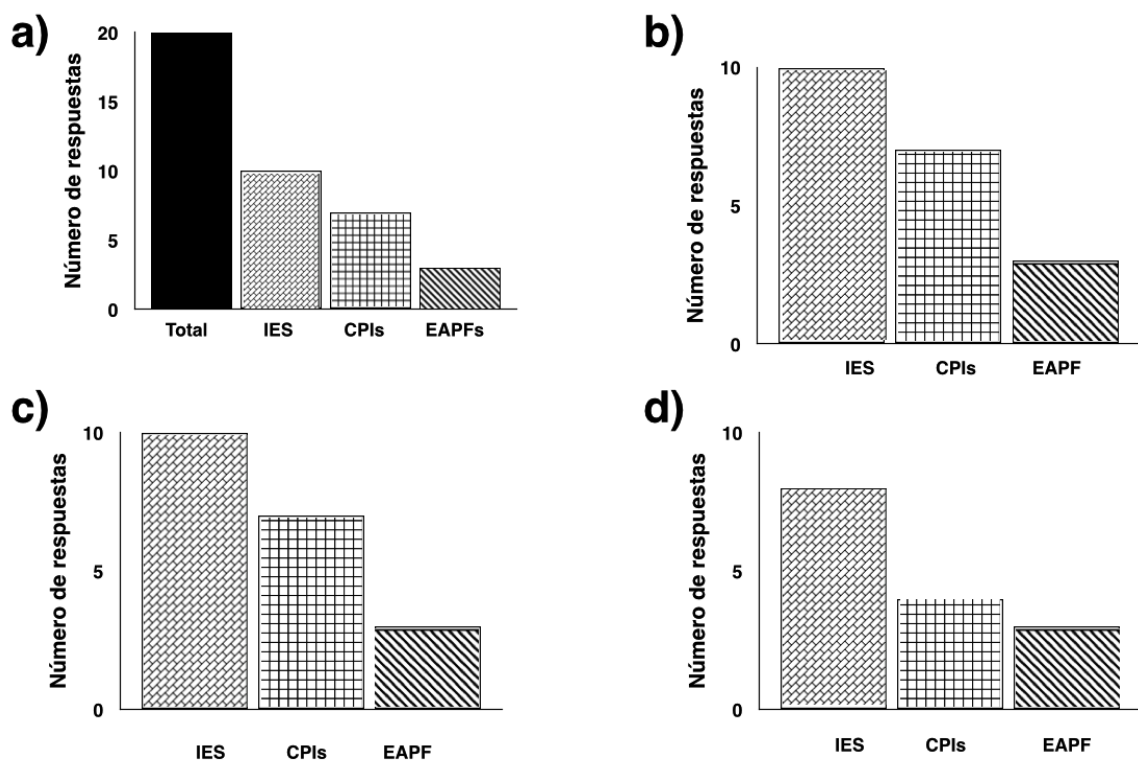 a)
Número de respuestas
20
15
10
5
0
Total IES CPIs EAPFs
b)
Número de respuestas
10
5
0
IES CPIs EAPF
c)
Número de respuestas
10
5
0
IES CPIs EAPF
d)
Número de respuestas
10
5
0
IES CPIs EAPF